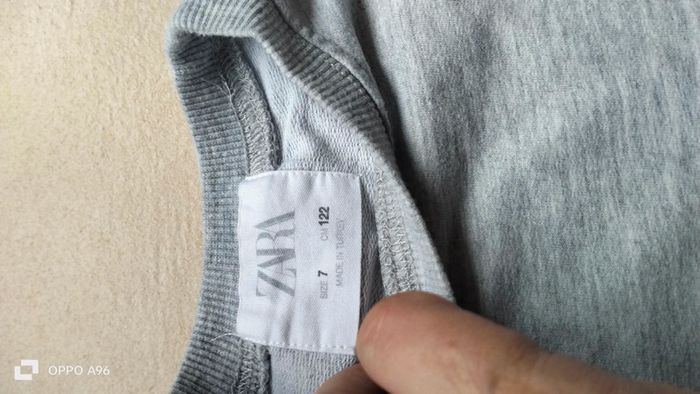 ZARA
SIZE 7 CM 122
MADE IN TURKEY
OPPO A96